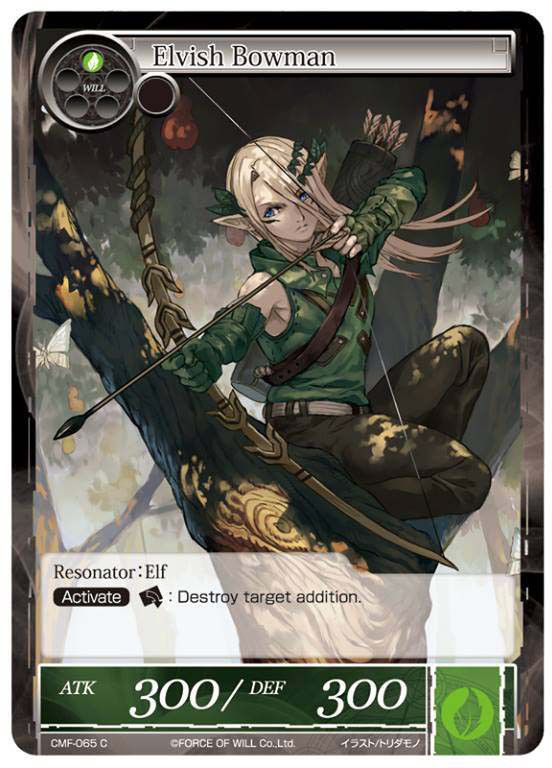 Elvish Bowman
WILL
Resonator:Elf
Activate : Destroy target addition.
ATK 300/ DEF 300
CMF-065 C ©FORCE OF WILL Co.,Ltd. イラスト/トリダモノ